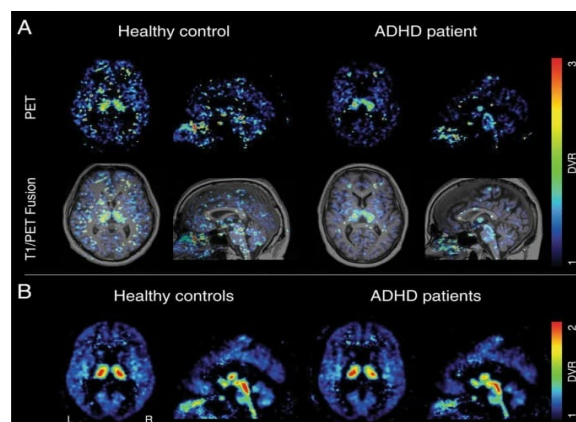 A
Healthy control
ADHD patient
PET
3
DVR
1
T1/PET Fusion
B
Healthy controls
ADHD patients
2
DVR
1
L
R